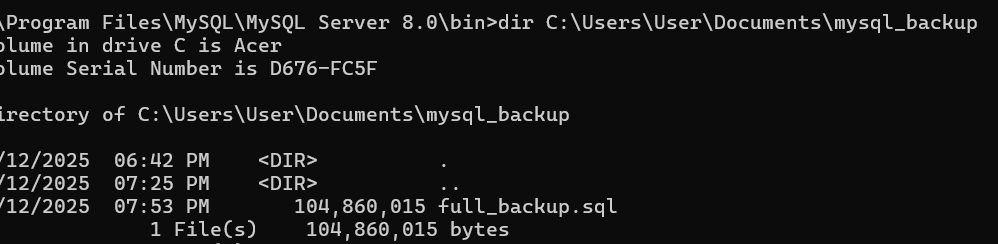 \Program Files\MySQL\MySQL Server 8.0\bin>dir C:\Users\User\Documents\mysql_backup
olume in drive C is Acer
olume Serial Number is D676-FC5F
irectory of C:\Users\User\Documents\mysql_backup
/12/2025  06:42 PM    <DIR>          .
/12/2025  07:25 PM    <DIR>          ..
/12/2025  07:53 PM       104,860,015 full_backup.sql
1 File(s)    104,860,015 bytes